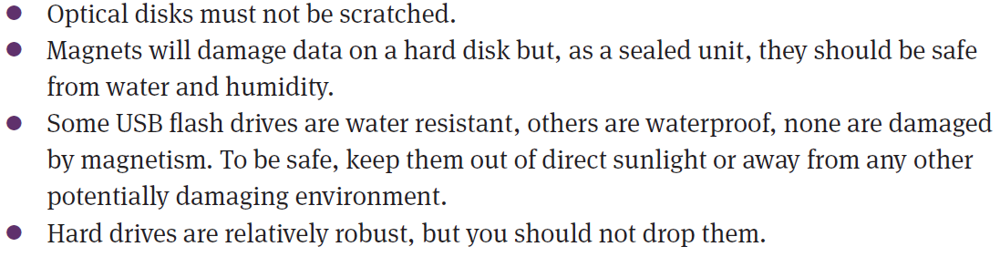 ● Optical disks must not be scratched.
● Magnets will damage data on a hard disk but, as a sealed unit, they should be safe
from water and humidity.
● Some USB flash drives are water resistant, others are waterproof, none are damaged
by magnetism. To be safe, keep them out of direct sunlight or away from any other
potentially damaging environment.
● Hard drives are relatively robust, but you should not drop them.